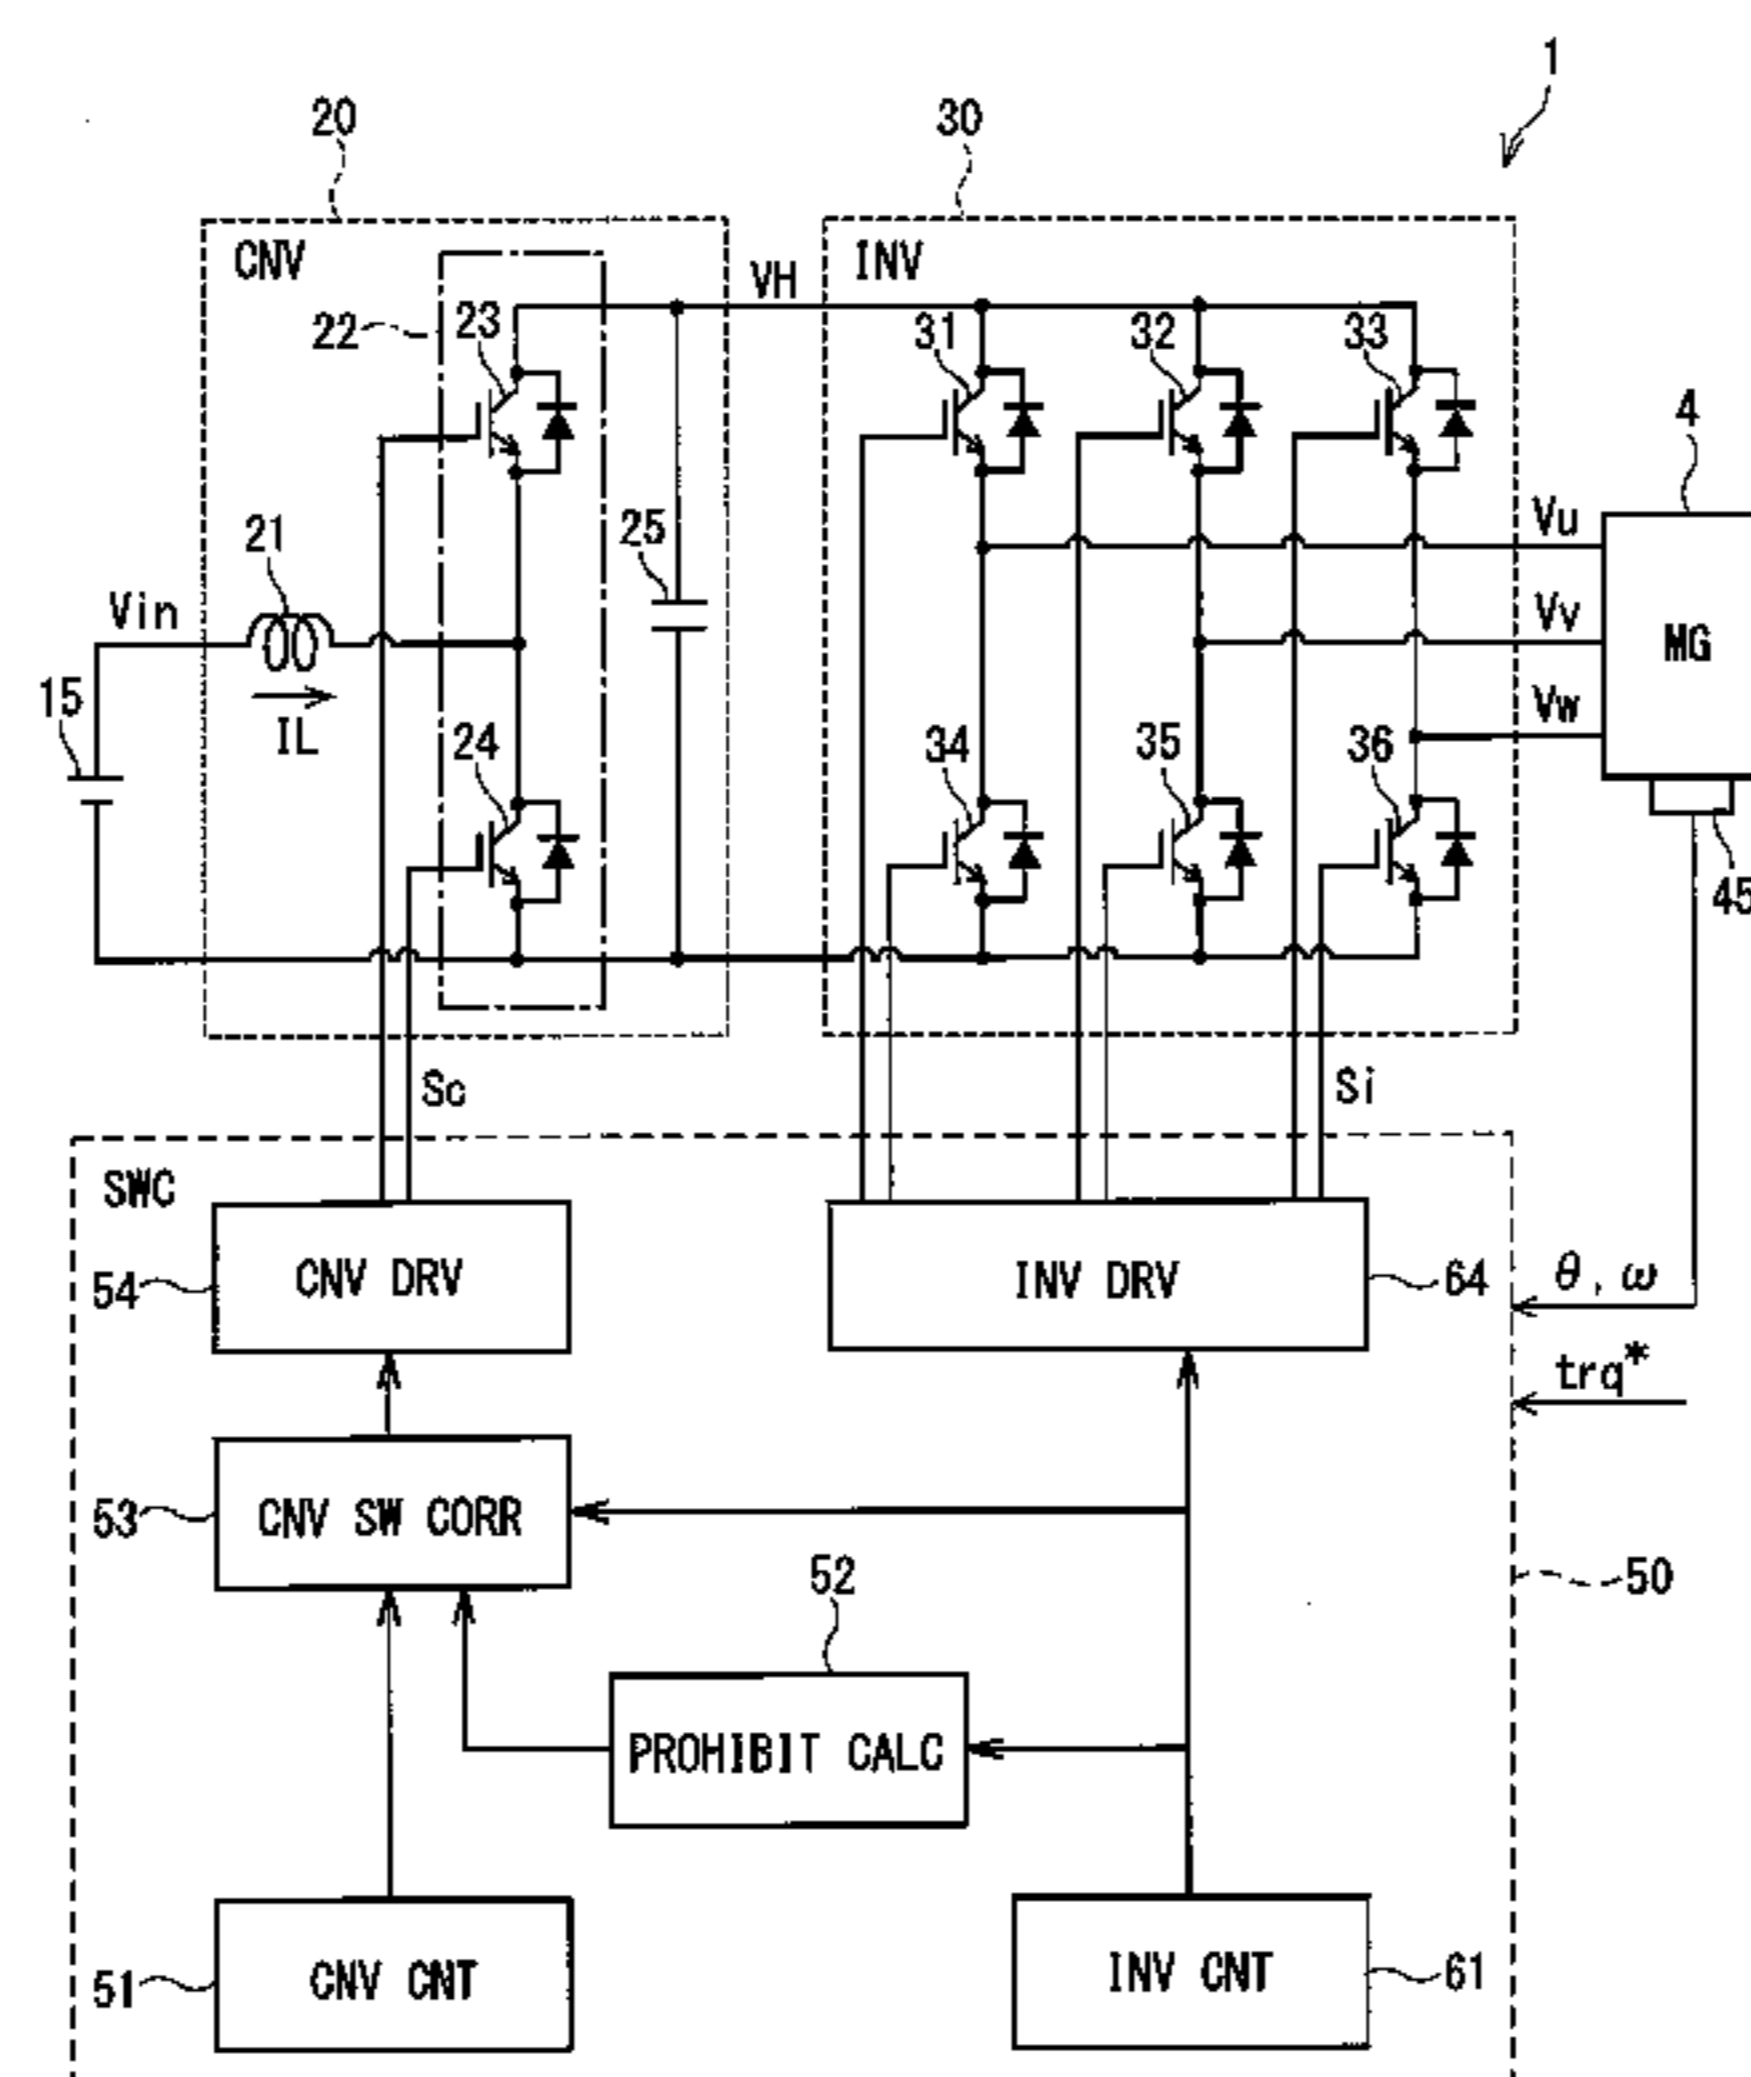 1
20
30
CNV
INV
VH
22
23
31
32
33
4
21
25
Vu
Vin
Vv
MG
15
IL
Vw
24
34
35
36
45
Sc
Si
SWC
54
CNV DRV
INV DRV
64
θ, ω
trq*
53
CNV SW CORR
52
50
PROHIBIT CALC
51
CNV CNT
INV CNT
61